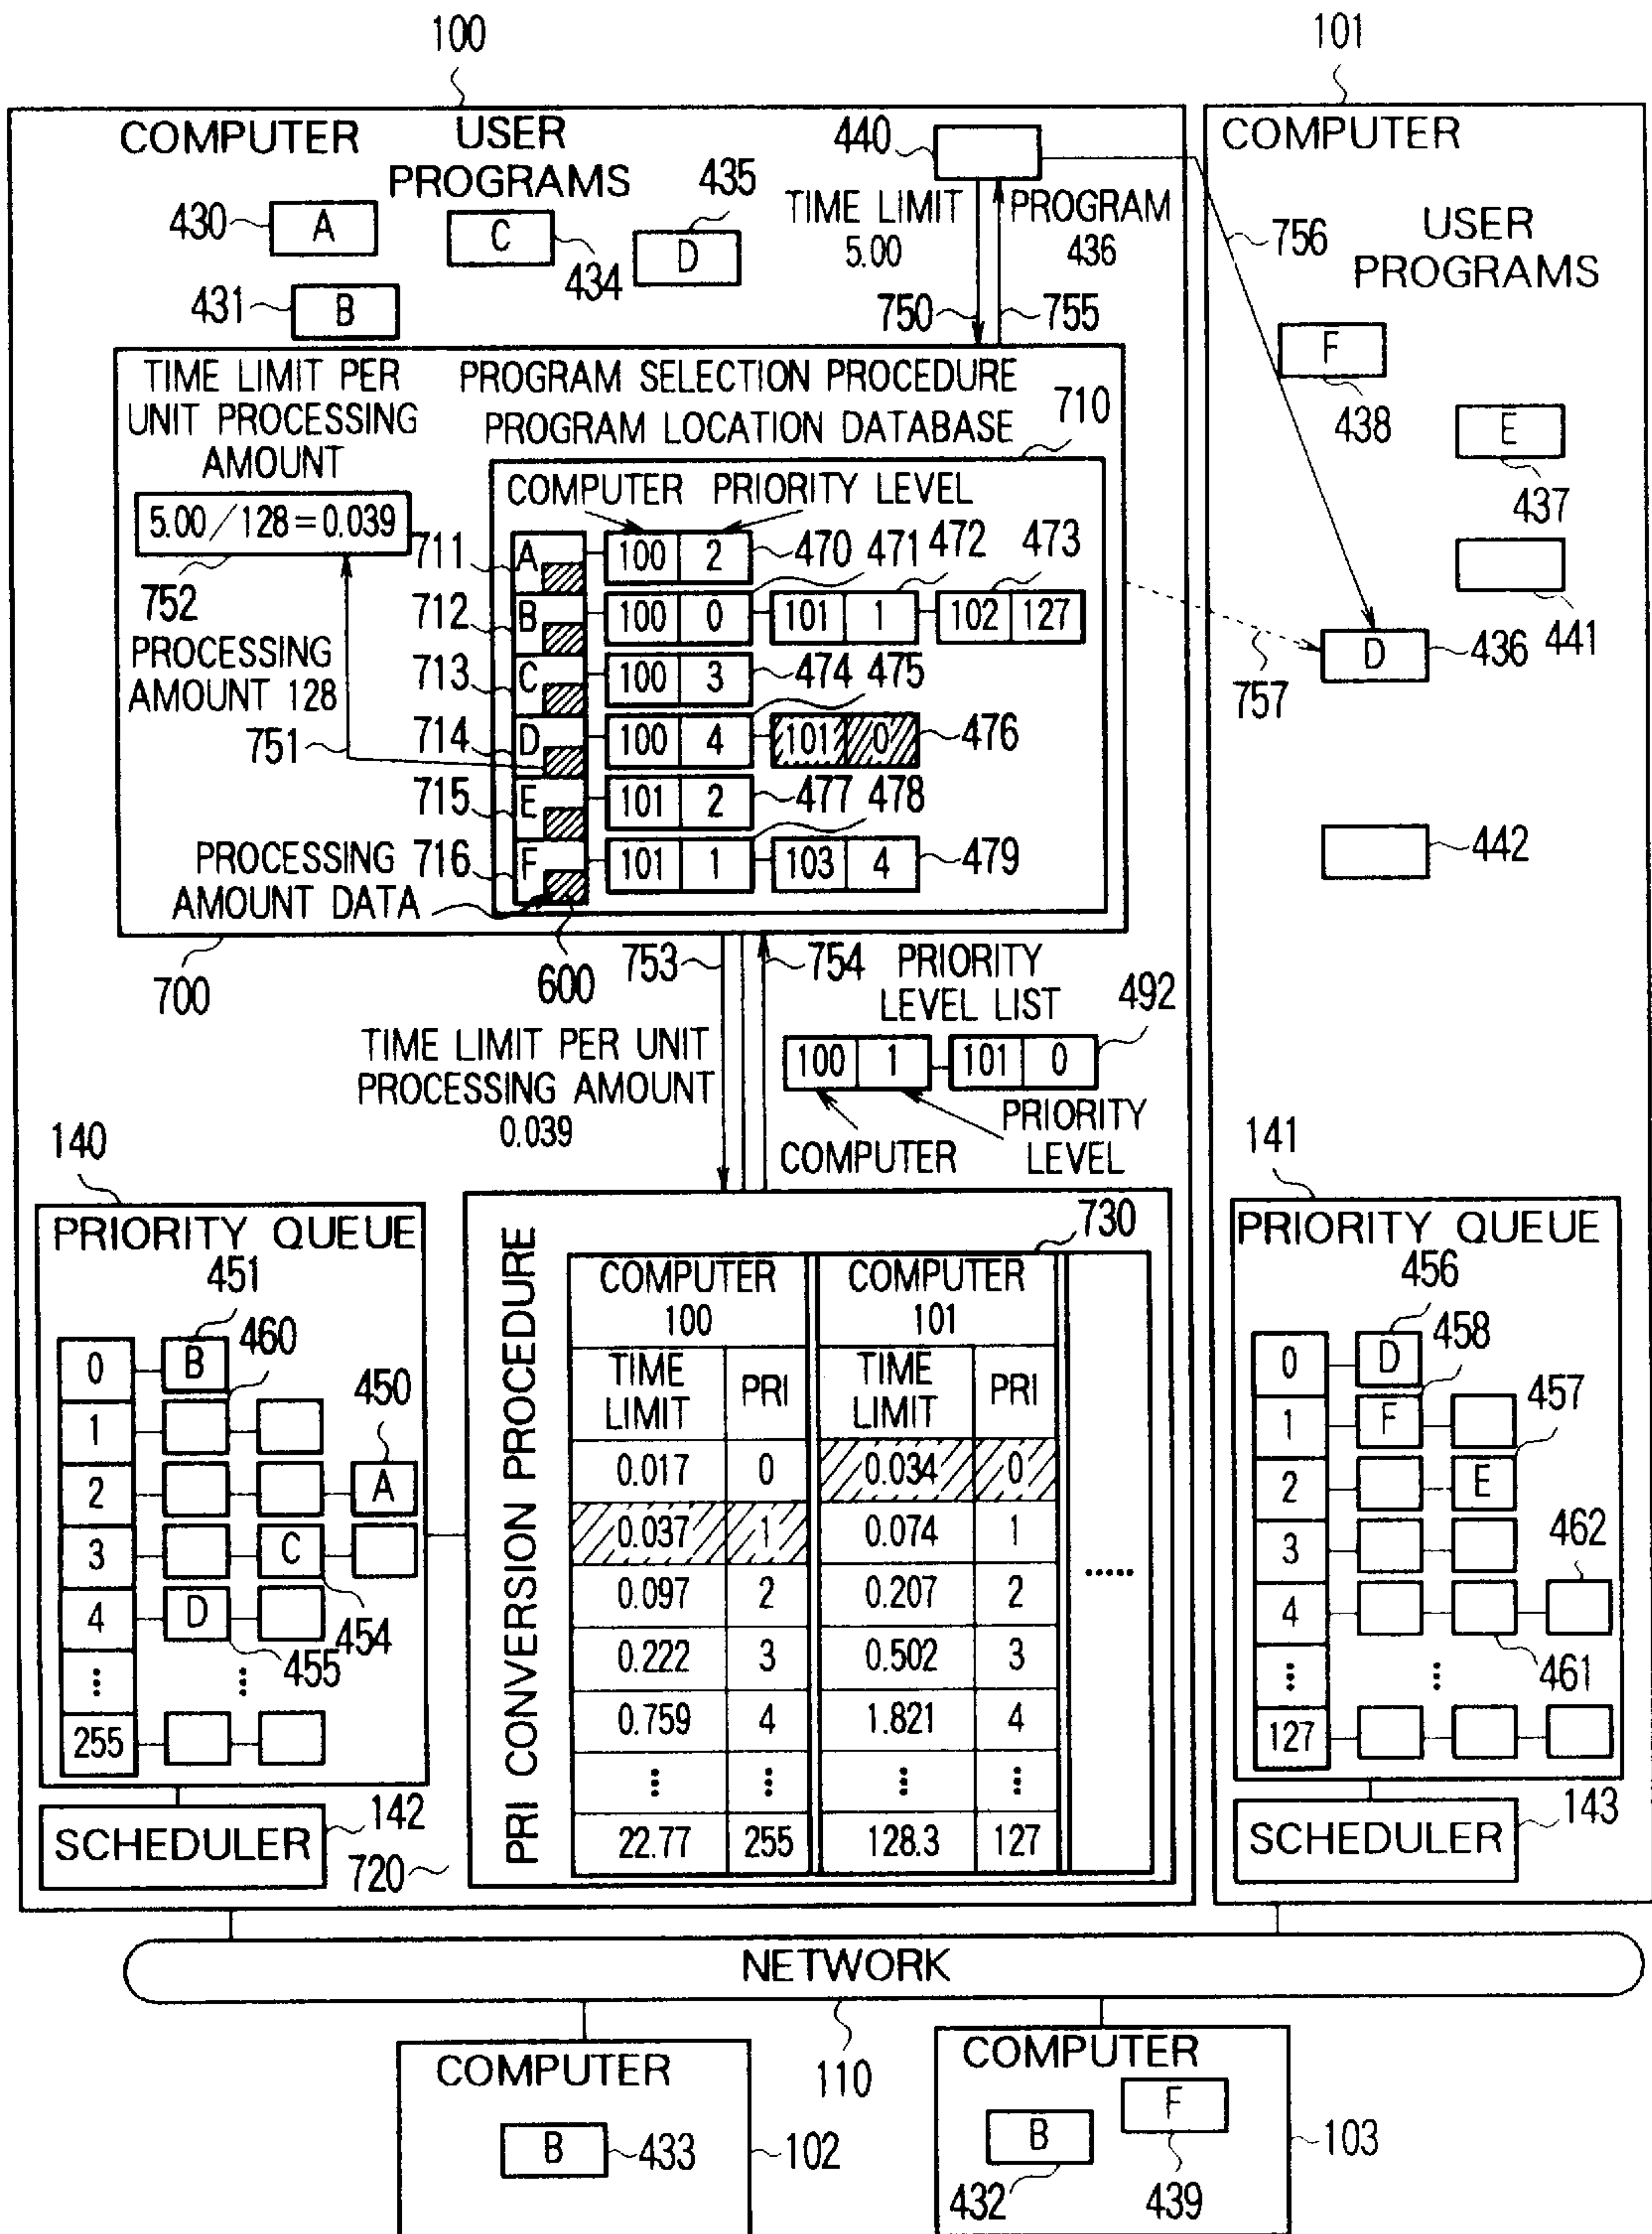 100
101
COMPUTER
USER
PROGRAMS
440
COMPUTER
430
A
C
434
435
D
431
B
TIME LIMIT
5.00
PROGRAM
436
750
755
756
USER
PROGRAMS
F
438
E
437
441
D
436
757
442
TIME LIMIT PER
UNIT PROCESSING
AMOUNT
5.00/128=0.039
752
PROCESSING
AMOUNT 128
751
PROGRAM SELECTION PROCEDURE
PROGRAM LOCATION DATABASE
710
COMPUTER PRIORITY LEVEL
711 A 100 2 470 471 472 473
712 B 100 0 101 1 102 127
713 C 100 3 474 475
714 D 100 4 101 0 476
715 E 101 2 477 478
716 F 101 1 103 4 479
PROCESSING
AMOUNT DATA
700
600
753
754
PRIORITY
LEVEL LIST
492
TIME LIMIT PER UNIT
PROCESSING AMOUNT
0.039
100 1 101 0
COMPUTER
PRIORITY
LEVEL
140
PRIORITY QUEUE
451
460
450
0 B
1
2 A
3 C
4 D
454
455
⋮ ⋮
255
SCHEDULER
142
720
PRI CONVERSION PROCEDURE
730
COMPUTER
100
COMPUTER
101
TIME
LIMIT
PRI
TIME
LIMIT
PRI
0.017 0 0.034 0
0.037 1 0.074 1
0.097 2 0.207 2
0.222 3 0.502 3
0.759 4 1.821 4
⋮ ⋮ ⋮ ⋮
22.77 255 128.3 127
.....
141
PRIORITY QUEUE
456
458
457
0 D
1 F
2 E
3
462
4
461
⋮ ⋮
127
SCHEDULER
143
NETWORK
110
COMPUTER
B
433
102
COMPUTER
F
B
432
439
103